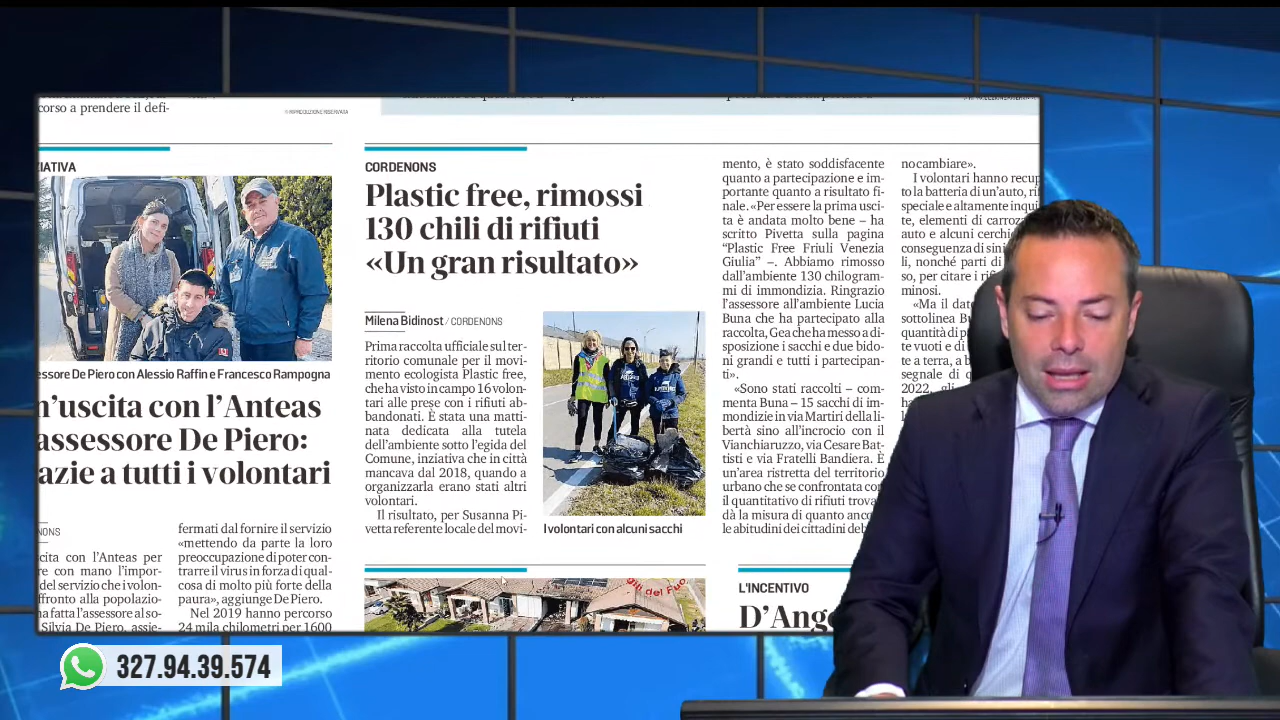 corso a prendere il defi-
© RIPRODUZIONE RISERVATA
ZIATIVA
essore De Piero con Alessio Raffin e Francesco Rampogna
n'uscita con l'Anteas
assessore De Piero:
azie a tutti i volontari
NONS
scita con l'Anteas per
re con mano l'impor-
del servizio che i volon-
ffronto alla popolazio-
na fatta l'assessore al so-
Silvia De Piero, assie-
fermati dal fornire il servizio
«mettendo da parte la loro
preoccupazione di poter con-
trarre il virus in forza di qual-
cosa di molto più forte della
paura», aggiunge De Piero.
Nel 2019 hanno percorso
24 mila chilometri per 1600
CORDENONS
Plastic free, rimossi
130 chili di rifiuti
«Un gran risultato»
Milena Bidinost / CORDENONS
Prima raccolta ufficiale sul ter-
ritorio comunale per il movi-
mento ecologista Plastic free,
che ha visto in campo 16 volon-
tari alle prese con i rifiuti ab-
bandonati. È stata una matti-
nata dedicata alla tutela
dell'ambiente sotto l'egida del
Comune, inziativa che in città
mancava dal 2018, quando a
organizzarla erano stati altri
volontari.
Il risultato, per Susanna Pi-
vetta referente locale del movi-
I volontari con alcuni sacchi
mento, è stato soddisfacente
quanto a partecipazione e im-
portante quanto a risultato fi-
nale. «Per essere la prima usci-
ta è andata molto bene – ha
scritto Pivetta sulla pagina
"Plastic Free Friuli Venezia
Giulia" –. Abbiamo rimosso
dall'ambiente 130 chilogram-
mi di immondizia. Ringrazio
l'assessore all'ambiente Lucia
Buna che ha partecipato alla
raccolta, Gea che ha messo a di-
sposizione i sacchi e due bido-
ni grandi e tutti i partecipan-
ti».
«Sono stati raccolti – com-
menta Buna – 15 sacchi di im-
mondizie in via Martiri della li-
bertà sino all'incrocio con il
Vianchiaruzzo, via Cesare Bat-
tisti e via Fratelli Bandiera. È
un'area ristretta del territorio
urbano che se confrontata con
il quantitativo di rifiuti trova
dà la misura di quanto anco
le abitudini dei cittadini deb
no cambiare».
I volontari hanno recup
to la batteria di un'auto, rif
speciale e altamente inqui
te, elementi di carrozz
auto e alcuni cerchi
conseguenza di sini
li, nonché parti di
so, per citare i rif
minosi.
«Ma il dato
sottolinea Bu
quantità di p
te vuoti e di
te a terra, a b
segnale di q
2022, gli
gili del Fuo
L'INCENTIVO
D'Ange
327.94.39.574